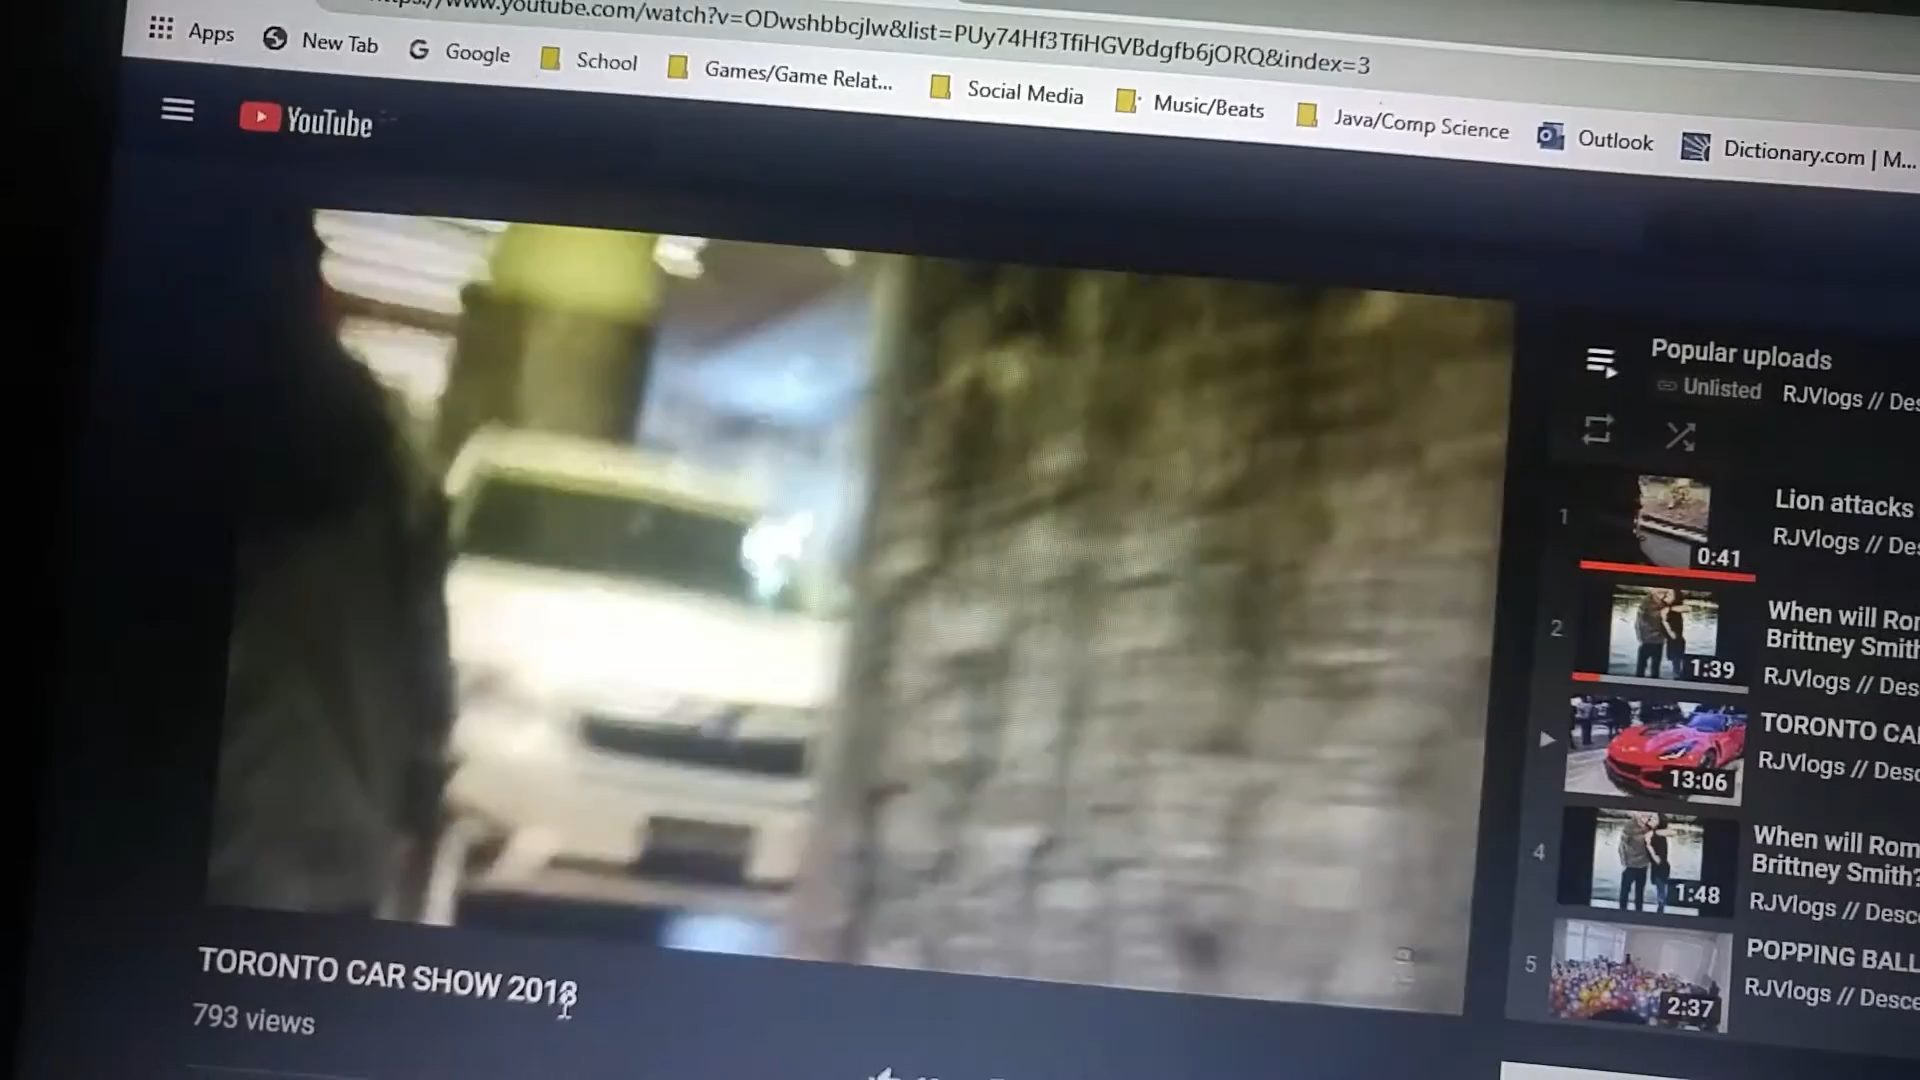 https://www.youtube.com/watch?v=ODwshbbcjlw&list=PUy74Hf3TfiHGVBdgfb6jORQ&index=3
Apps New Tab Google School Games/Game Relat... Social Media Music/Beats Java/Comp Science Outlook Dictionary.com | M...
YouTube
Popular uploads
Unlisted RJVlogs // Des
1
Lion attacks
RJVlogs // Des
0:41
2
When will Rom
Brittney Smith
RJVlogs // Des
1:39
TORONTO CA
RJVlogs // Desc
13:06
4
When will Rom
Brittney Smith?
RJVlogs // Desc
1:48
5
POPPING BALL
RJVlogs // Desce
2:37
TORONTO CAR SHOW 2018
793 views